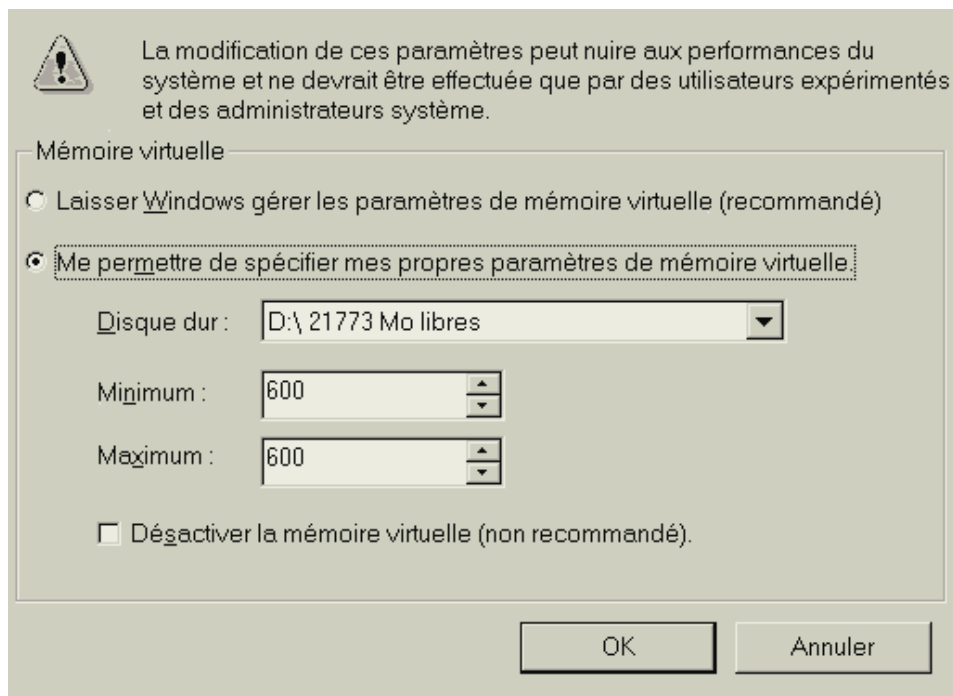 La modification de ces paramètres peut nuire aux performances du
système et ne devrait être effectuée que par des utilisateurs expérimentés
et des administrateurs système.
Mémoire virtuelle
Laisser Windows gérer les paramètres de mémoire virtuelle (recommandé)
Me permettre de spécifier mes propres paramètres de mémoire virtuelle.
Disque dur : D:\ 21773 Mo libres
Minimum : 600
Maximum : 600
Désactiver la mémoire virtuelle (non recommandé).
OK Annuler